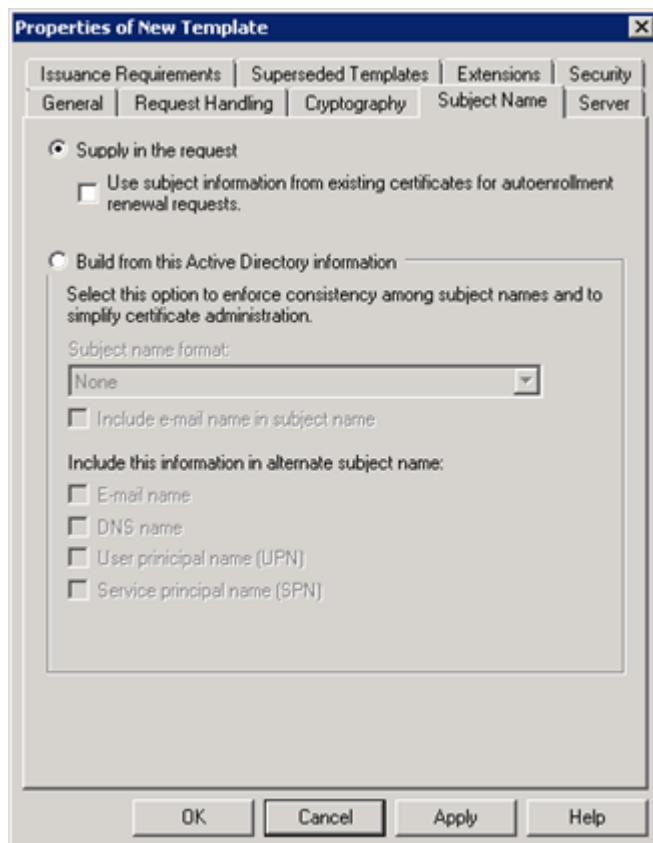 Properties of New Template
Issuance Requirements Superseded Templates Extensions Security
General Request Handling Cryptography Subject Name Server
Supply in the request
Use subject information from existing certificates for autoenrollment
renewal requests.
Build from this Active Directory information
Select this option to enforce consistency among subject names and to
simplify certificate administration.
Subject name format:
None
Include e-mail name in subject name
Include this information in alternate subject name:
E-mail name
DNS name
User prinicipal name (UPN)
Service principal name (SPN)
OK Cancel Apply Help